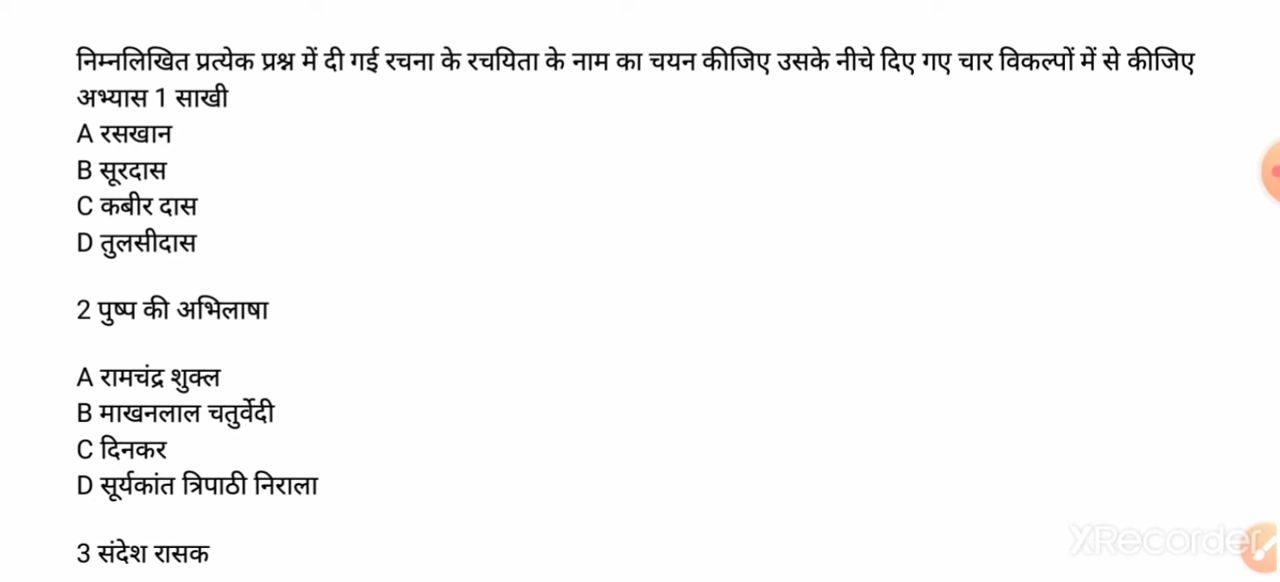 निम्नलिखित प्रत्येक प्रश्न में दी गई रचना के रचयिता के नाम का चयन कीजिए उसके नीचे दिए गए चार विकल्पों में से कीजिए
अभ्यास 1 साखी
A रसखान
B सूरदास
C कबीर दास
D तुलसीदास
2 पुष्प की अभिलाषा
A रामचंद्र शुक्ल
B माखनलाल चतुर्वेदी
C दिनकर
D सूर्यकांत त्रिपाठी निराला
3 संदेश रासक
XRecorder